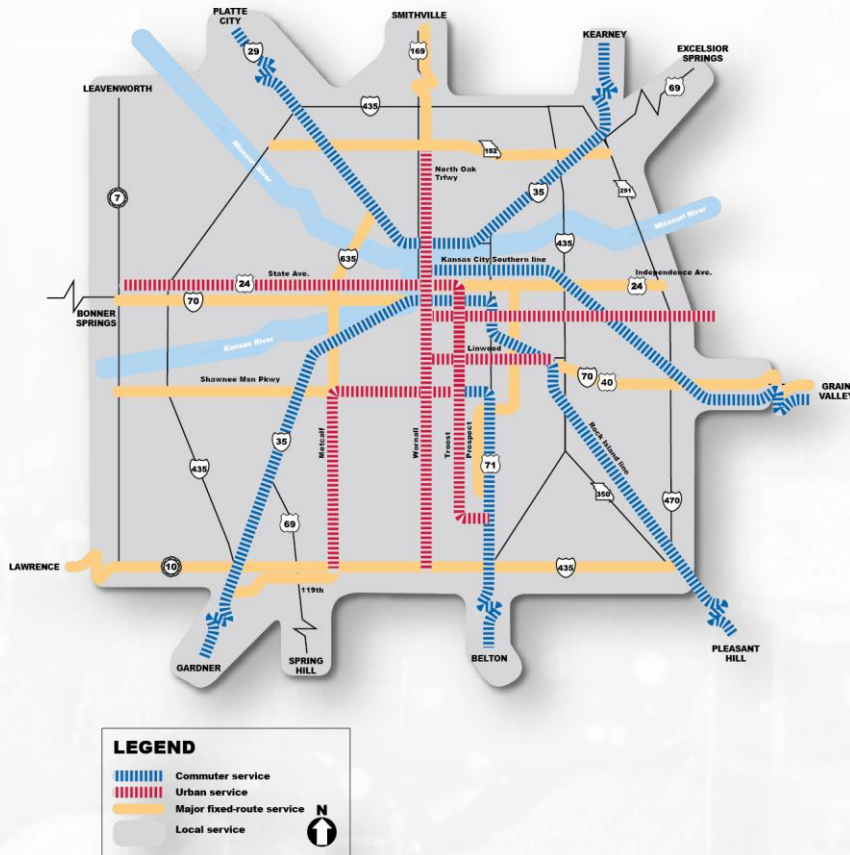 PLATTE
CITY
SMITHVILLE
KEARNEY
EXCELSIOR
SPRINGS
29
169
69
LEAVENWORTH
435
152
North Oak
Trfwy
Missouri River
35
291
7
Missouri River
635
435
Kansas City Southern line
State Ave.
24
Independence Ave.
24
70
BONNER
SPRINGS
Kansas River
Linwood
Shawnee Msn Pkwy
70
40
GRAIN
VALLEY
Metcalf
Wornall
Troost
Prospect
Rock Island line
35
71
435
69
350
470
LAWRENCE
10
435
119th
GARDNER
SPRING
HILL
BELTON
PLEASANT
HILL
LEGEND
Commuter service
Urban service
Major fixed-route service
Local service
N